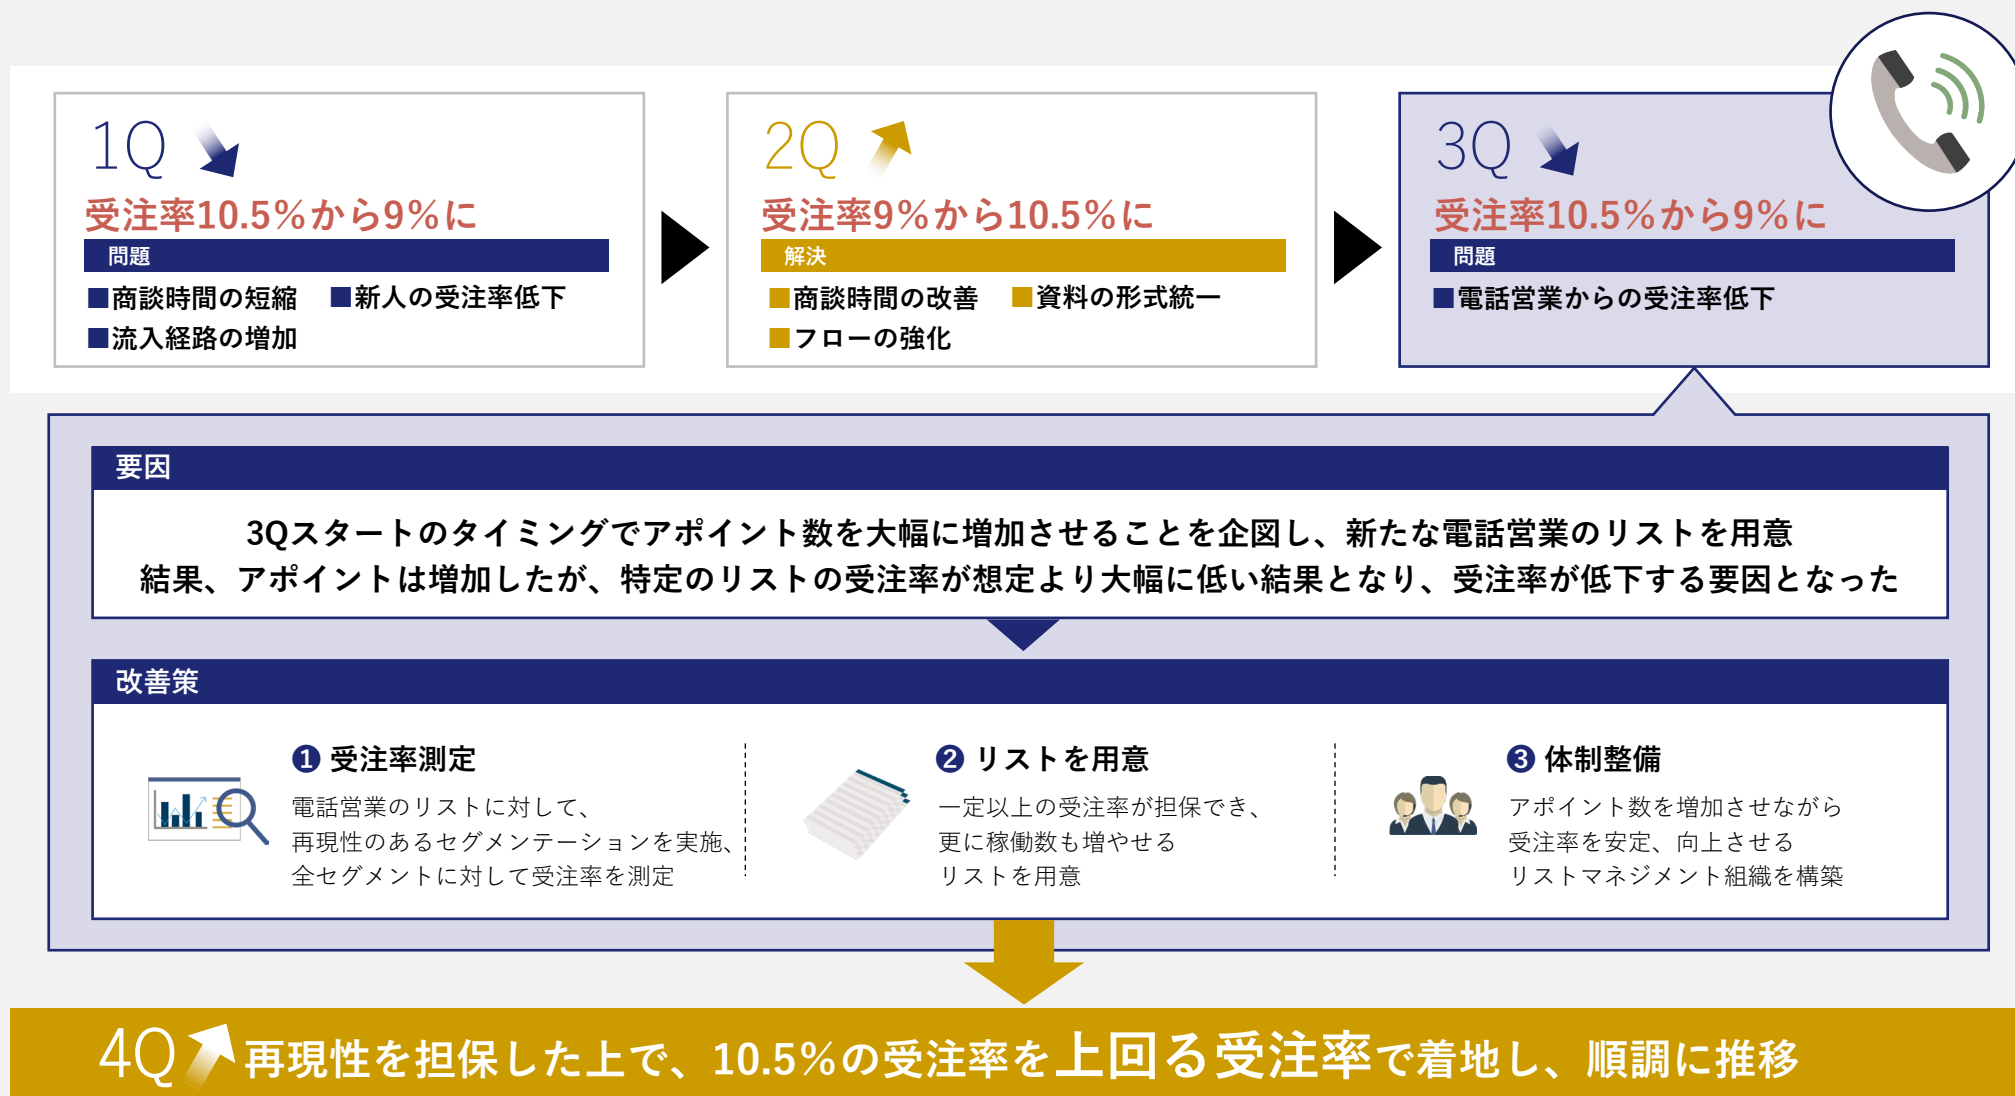 1Q
受注率10.5%から9%に
問題
■商談時間の短縮 ■新人の受注率低下
■流入経路の増加
2Q
受注率9%から10.5%に
解決
■商談時間の改善 ■資料の形式統一
■フローの強化
3Q
受注率10.5%から9%に
問題
■電話営業からの受注率低下
要因
3Qスタートのタイミングでアポイント数を大幅に増加させることを企図し、新たな電話営業のリストを用意
結果、アポイントは増加したが、特定のリストの受注率が想定より大幅に低い結果となり、受注率が低下する要因となった
改善策
❶ 受注率測定
電話営業のリストに対して、
再現性のあるセグメンテーションを実施、
全セグメントに対して受注率を測定
❷ リストを用意
一定以上の受注率が担保でき、
更に稼働数も増やせる
リストを用意
❸ 体制整備
アポイント数を増加させながら
受注率を安定、向上させる
リストマネジメント組織を構築
4Q 再現性を担保した上で、10.5%の受注率を上回る受注率で着地し、順調に推移